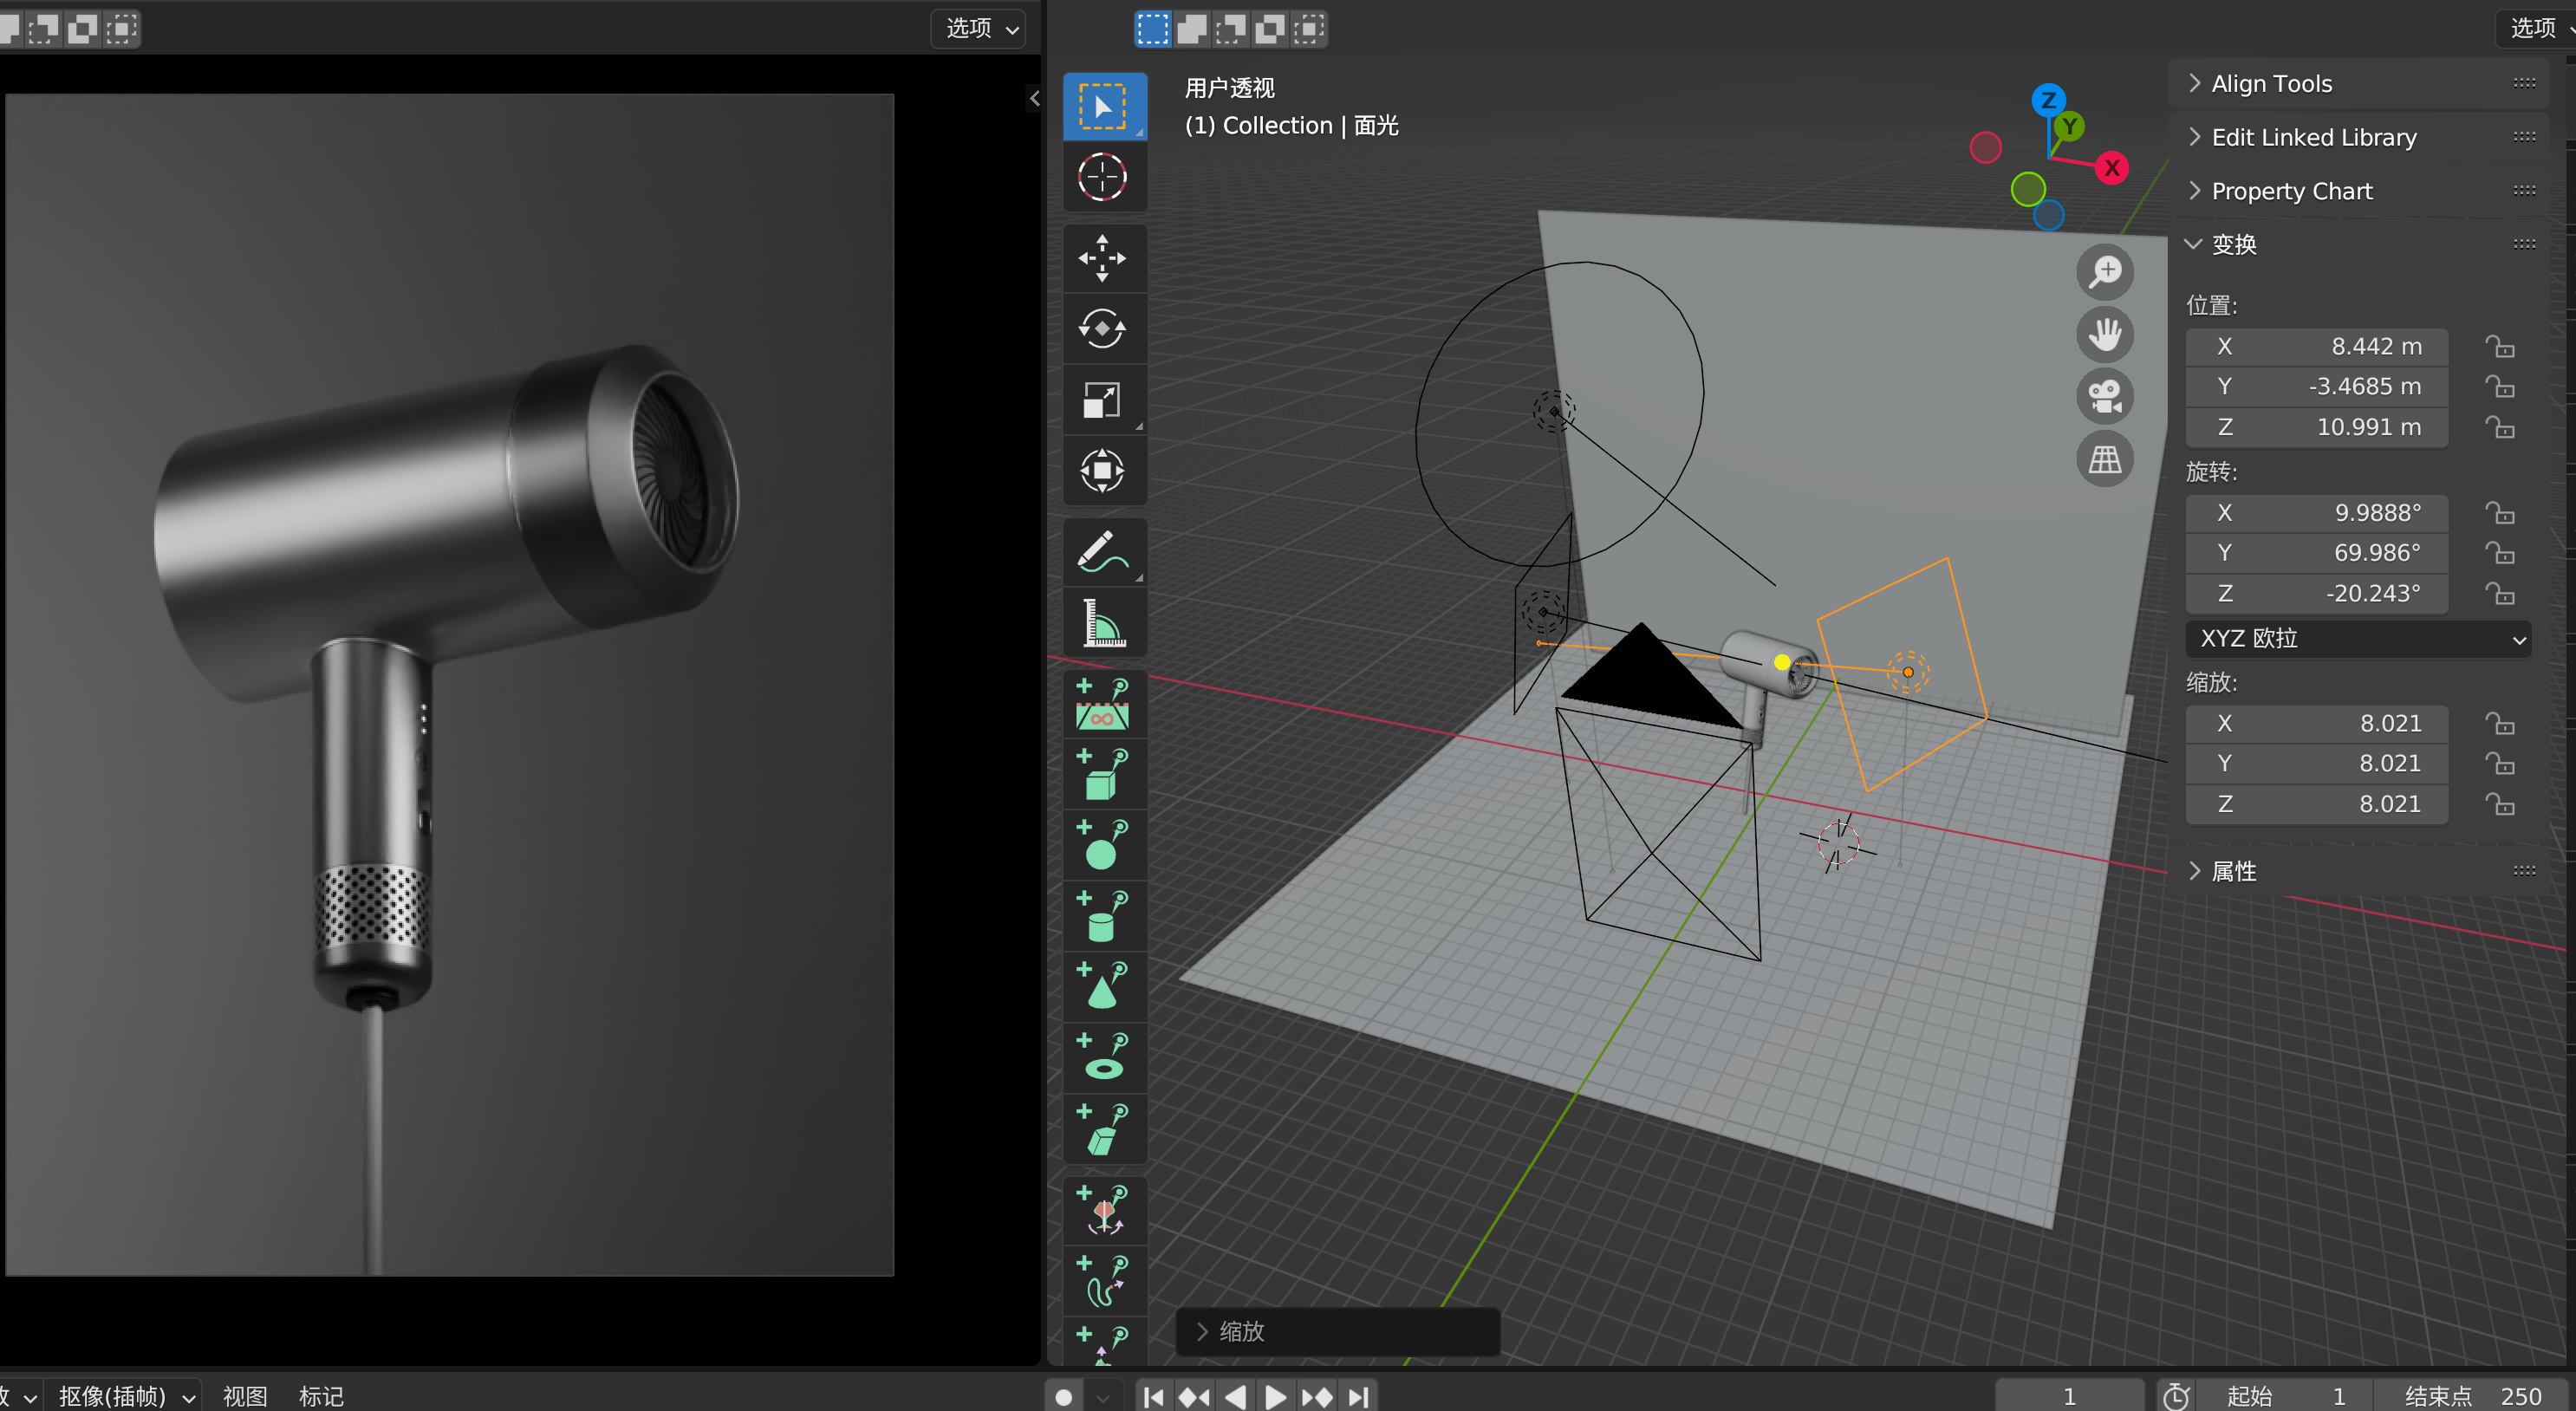 选项
选项
用户透视
(1) Collection | 面光
Z
Y
X
Align Tools
Edit Linked Library
Property Chart
变换
位置:
X 8.442 m
Y -3.4685 m
Z 10.991 m
旋转:
X 9.9888°
Y 69.986°
Z -20.243°
XYZ 欧拉
缩放:
X 8.021
Y 8.021
Z 8.021
属性
缩放
抠像(插帧) 视图 标记
1 起始 1 结束点 250